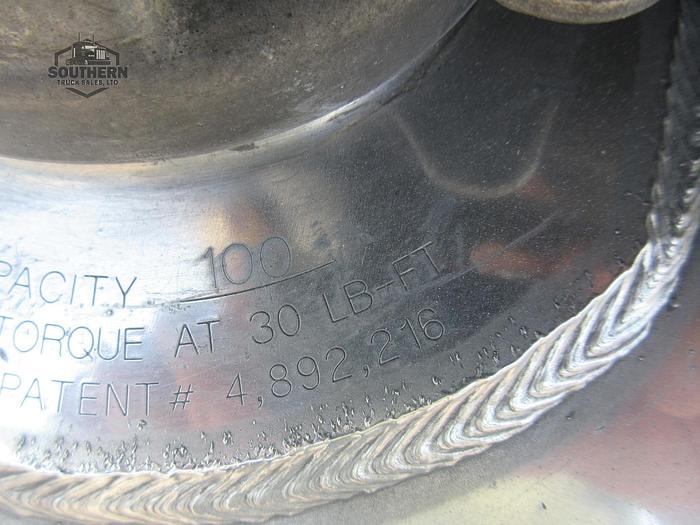 SOUTHERN
TRUCK SALES, LTD
PACITY 100
TORQUE AT 30 LB-FT
PATENT # 4,892,216